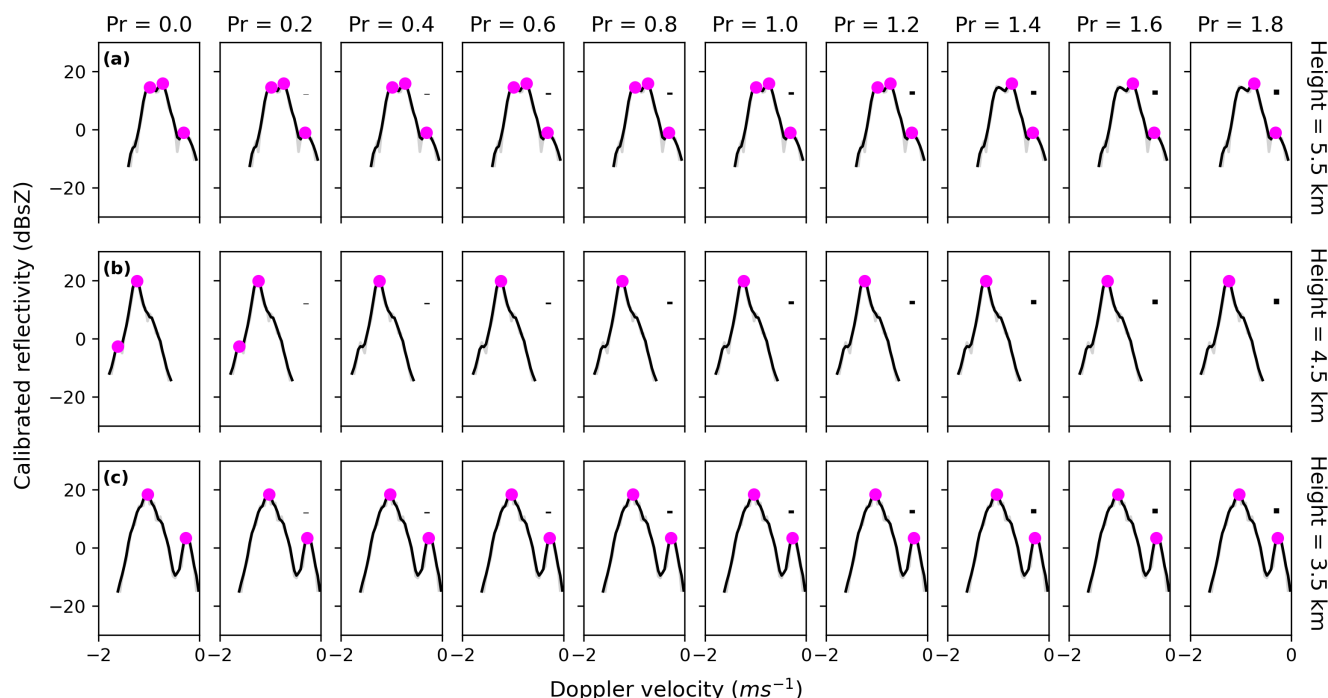 Pr = 0.0 Pr = 0.2 Pr = 0.4 Pr = 0.6 Pr = 0.8 Pr = 1.0 Pr = 1.2 Pr = 1.4 Pr = 1.6 Pr = 1.8
(a)
20
0
−20
Height = 5.5 km
Calibrated reflectivity (dBsZ)
(b)
20
0
−20
Height = 4.5 km
(c)
20
0
−20
Height = 3.5 km
−2 0 −2 0 −2 0 −2 0 −2 0 −2 0 −2 0 −2 0 −2 0 −2 0
Doppler velocity (ms⁻¹)